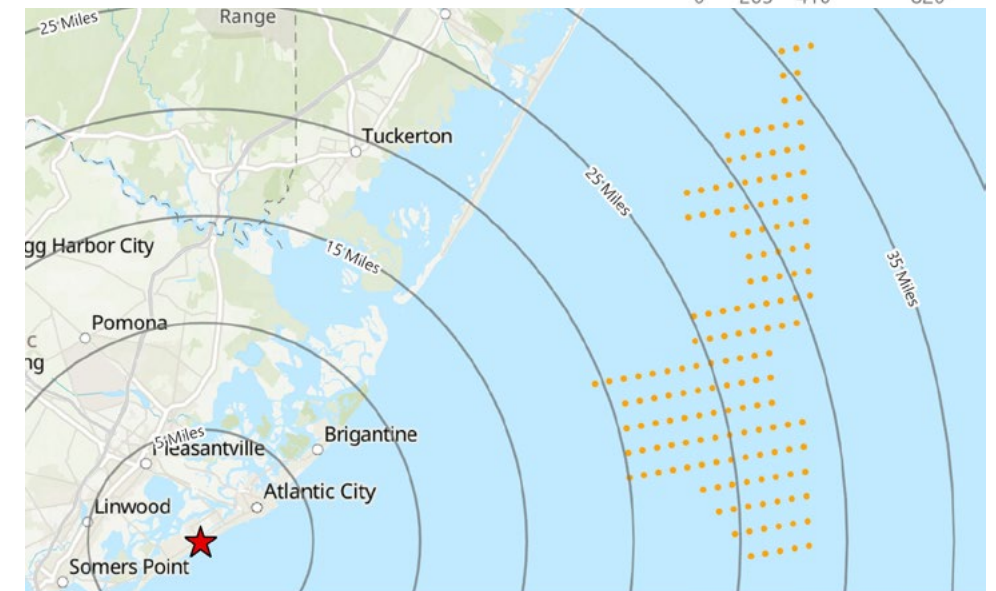 25 Miles
Range
Tuckerton
25 Miles
gg Harbor City
15 Miles
35 Miles
Pomona
C
ng
5 Miles
Pleasantville
Brigantine
Linwood
Atlantic City
Somers Point